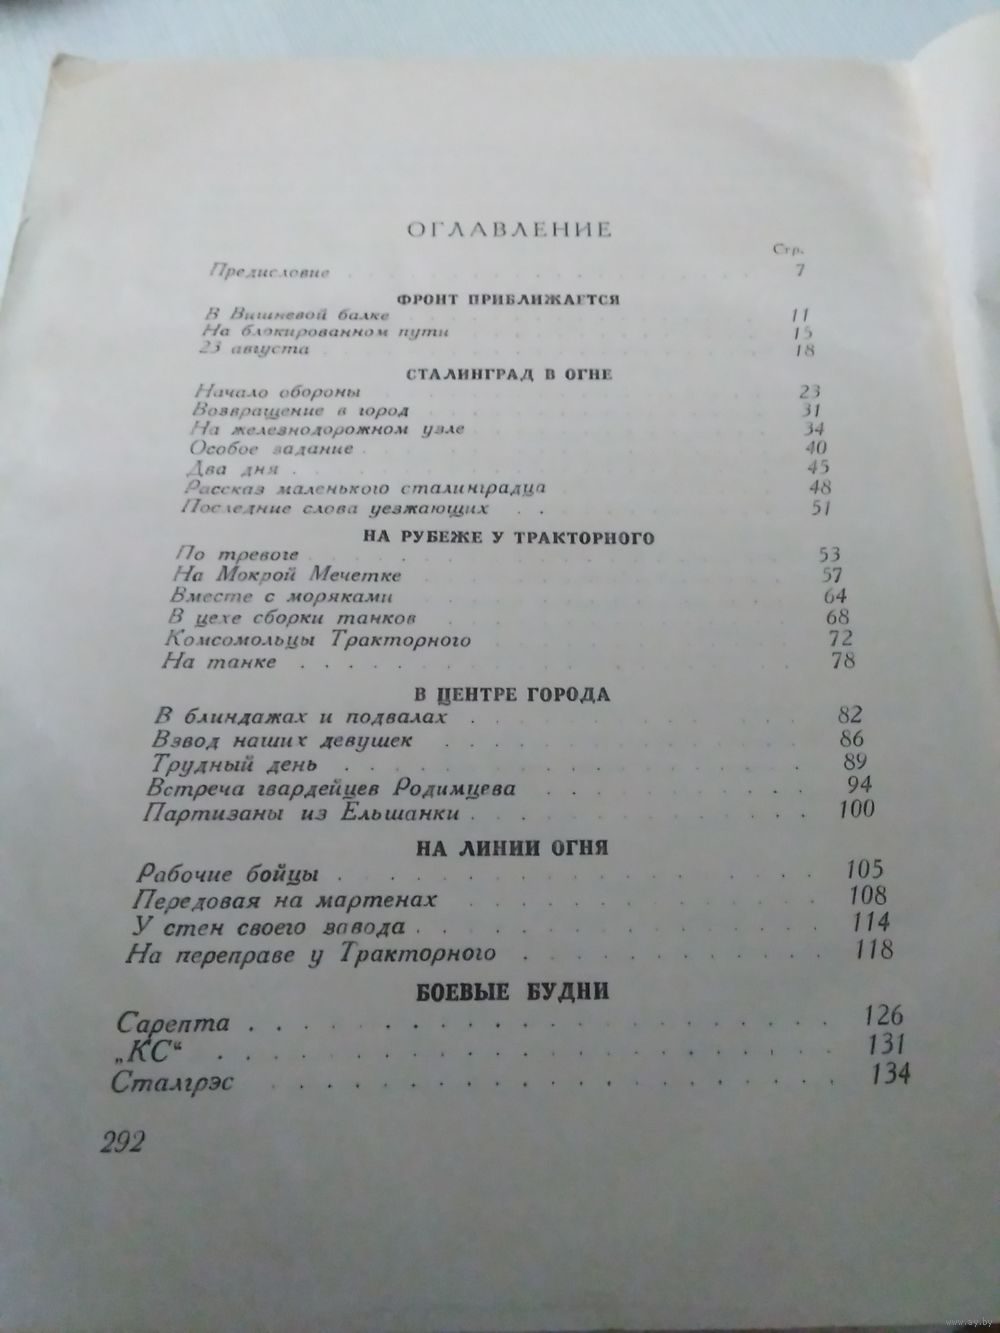 ОГЛАВЛЕНИЕ
Стр.
Предисловие . . . . . . . . . . . . . . . . 7
ФРОНТ ПРИБЛИЖАЕТСЯ
В Вишневой балке . . . . . . . . . . . . . 11
На блокированном пути . . . . . . . . . . . 15
23 августа . . . . . . . . . . . . . . . . 18
СТАЛИНГРАД В ОГНЕ
Начало обороны . . . . . . . . . . . . . . 23
Возвращение в город . . . . . . . . . . . . 31
На железнодорожном узле . . . . . . . . . . 34
Особое задание . . . . . . . . . . . . . . 40
Два дня . . . . . . . . . . . . . . . . . 45
Рассказ маленького сталинградца . . . . . . 48
Последние слова уезжающих . . . . . . . . . 51
НА РУБЕЖЕ У ТРАКТОРНОГО
По тревоге . . . . . . . . . . . . . . . . 53
На Мокрой Мечетке . . . . . . . . . . . . . 57
Вместе с моряками . . . . . . . . . . . . . 64
В цехе сборки танков . . . . . . . . . . . 68
Комсомольцы Тракторного . . . . . . . . . . 72
На танке . . . . . . . . . . . . . . . . . 78
В ЦЕНТРЕ ГОРОДА
В блиндажах и подвалах . . . . . . . . . . 82
Взвод наших девушек . . . . . . . . . . . . 86
Трудный день . . . . . . . . . . . . . . . 89
Встреча гвардейцев Родимцева . . . . . . . . 94
Партизаны из Ельшанки . . . . . . . . . . . 100
НА ЛИНИИ ОГНЯ
Рабочие бойцы . . . . . . . . . . . . . . . 105
Передовая на мартенах . . . . . . . . . . . 108
У стен своего завода . . . . . . . . . . . 114
На переправе у Тракторного . . . . . . . . . 118
БОЕВЫЕ БУДНИ
Сарепта . . . . . . . . . . . . . . . . . 126
„КС“ . . . . . . . . . . . . . . . . . . . 131
Сталгрэс . . . . . . . . . . . . . . . . . 134
292
www.ay.by